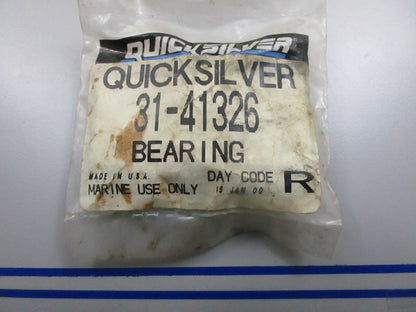 QUICKSILVER
QUICKSILVER
31-41326
BEARING
MADE IN U.S.A. DAY CODE R
MARINE USE ONLY 18 JAN 00